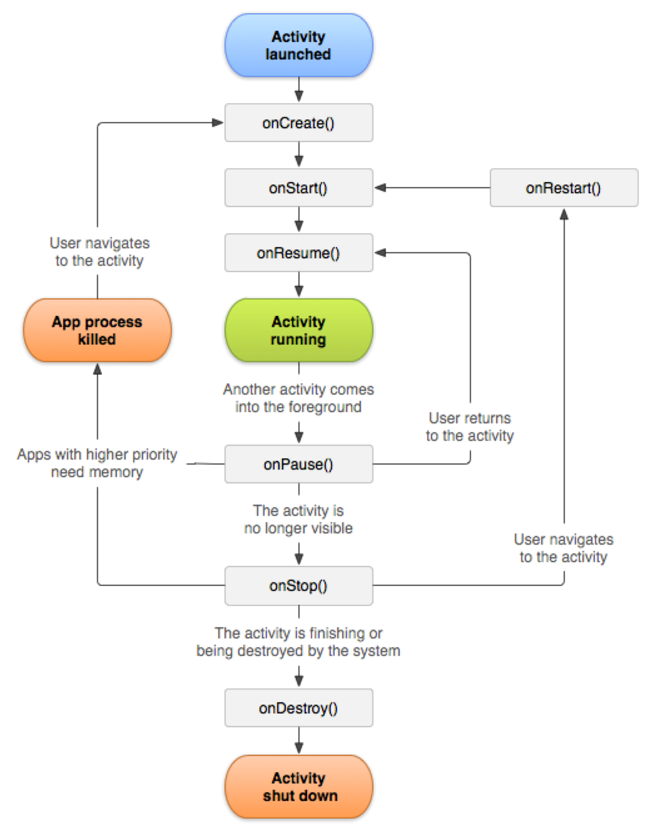 Activity
launched
onCreate()
onStart()
onRestart()
onResume()
User navigates
to the activity
App process
killed
Activity
running
Another activity comes
into the foreground
User returns
to the activity
Apps with higher priority
need memory
onPause()
The activity is
no longer visible
User navigates
to the activity
onStop()
The activity is finishing or
being destroyed by the system
onDestroy()
Activity
shut down